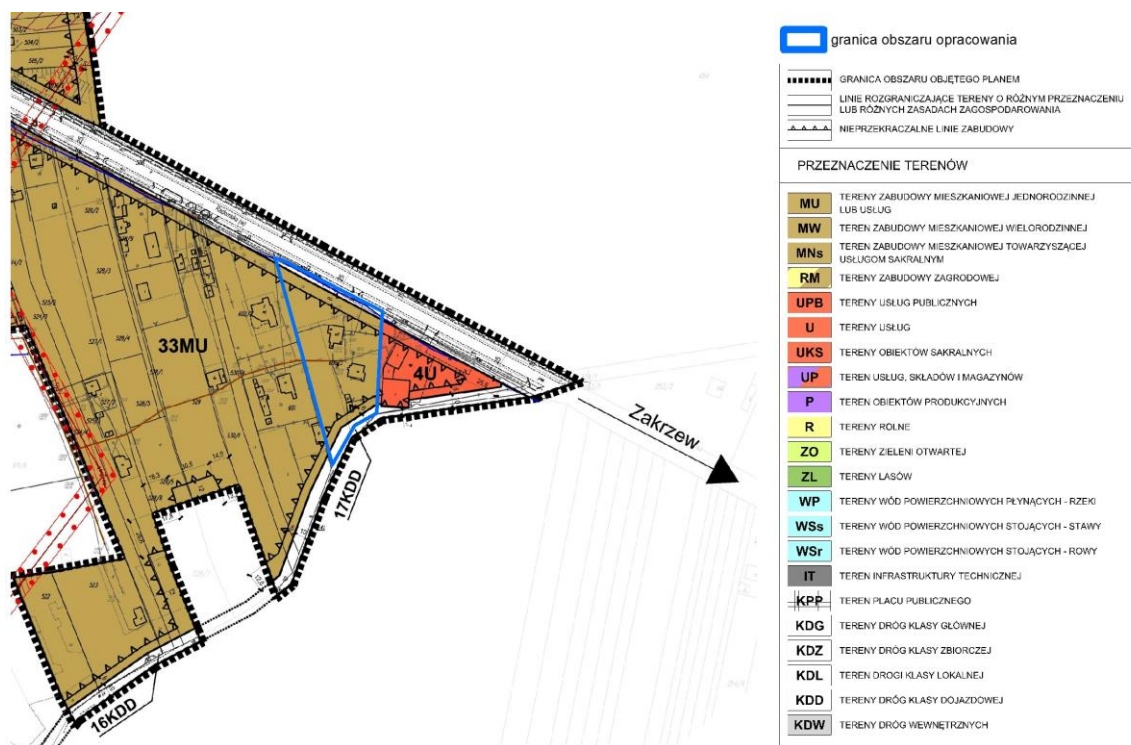 33MU
4U
Zakrzew
17KDD
16KDD
granica obszaru opracowania
GRANICA OBSZARU OBJĘTEGO PLANEM
LINIE ROZGRANICZAJĄCE TERENY O RÓŻNYM PRZEZNACZENIU
LUB RÓŻNYCH ZASADACH ZAGOSPODAROWANIA
NIEPRZEKRACZALNE LINIE ZABUDOWY
PRZEZNACZENIE TERENÓW
MU TERENY ZABUDOWY MIESZKANIOWEJ JEDNORODZINNEJ
LUB USŁUG
MW TEREN ZABUDOWY MIESZKANIOWEJ WIELORODZINNEJ
MNs TEREN ZABUDOWY MIESZKANIOWEJ TOWARZYSZĄCEJ
USŁUGOM SAKRALNYM
RM TERENY ZABUDOWY ZAGRODOWEJ
UPB TERENY USŁUG PUBLICZNYCH
U TERENY USŁUG
UKS TERENY OBIEKTÓW SAKRALNYCH
UP TEREN USŁUG, SKŁADÓW I MAGAZYNÓW
P TEREN OBIEKTÓW PRODUKCYJNYCH
R TERENY ROLNE
ZO TERENY ZIELENI OTWARTEJ
ZL TERENY LASÓW
WP TERENY WÓD POWIERZCHNIOWYCH PŁYNĄCYCH - RZEKI
WSs TERENY WÓD POWIERZCHNIOWYCH STOJĄCYCH - STAWY
WSr TERENY WÓD POWIERZCHNIOWYCH STOJĄCYCH - ROWY
IT TEREN INFRASTRUKTURY TECHNICZNEJ
KPP TEREN PLACU PUBLICZNEGO
KDG TERENY DRÓG KLASY GŁÓWNEJ
KDZ TERENY DRÓG KLASY ZBIORCZEJ
KDL TEREN DROGI KLASY LOKALNEJ
KDD TERENY DRÓG KLASY DOJAZDOWEJ
KDW TERENY DRÓG WEWNĘTRZNYCH